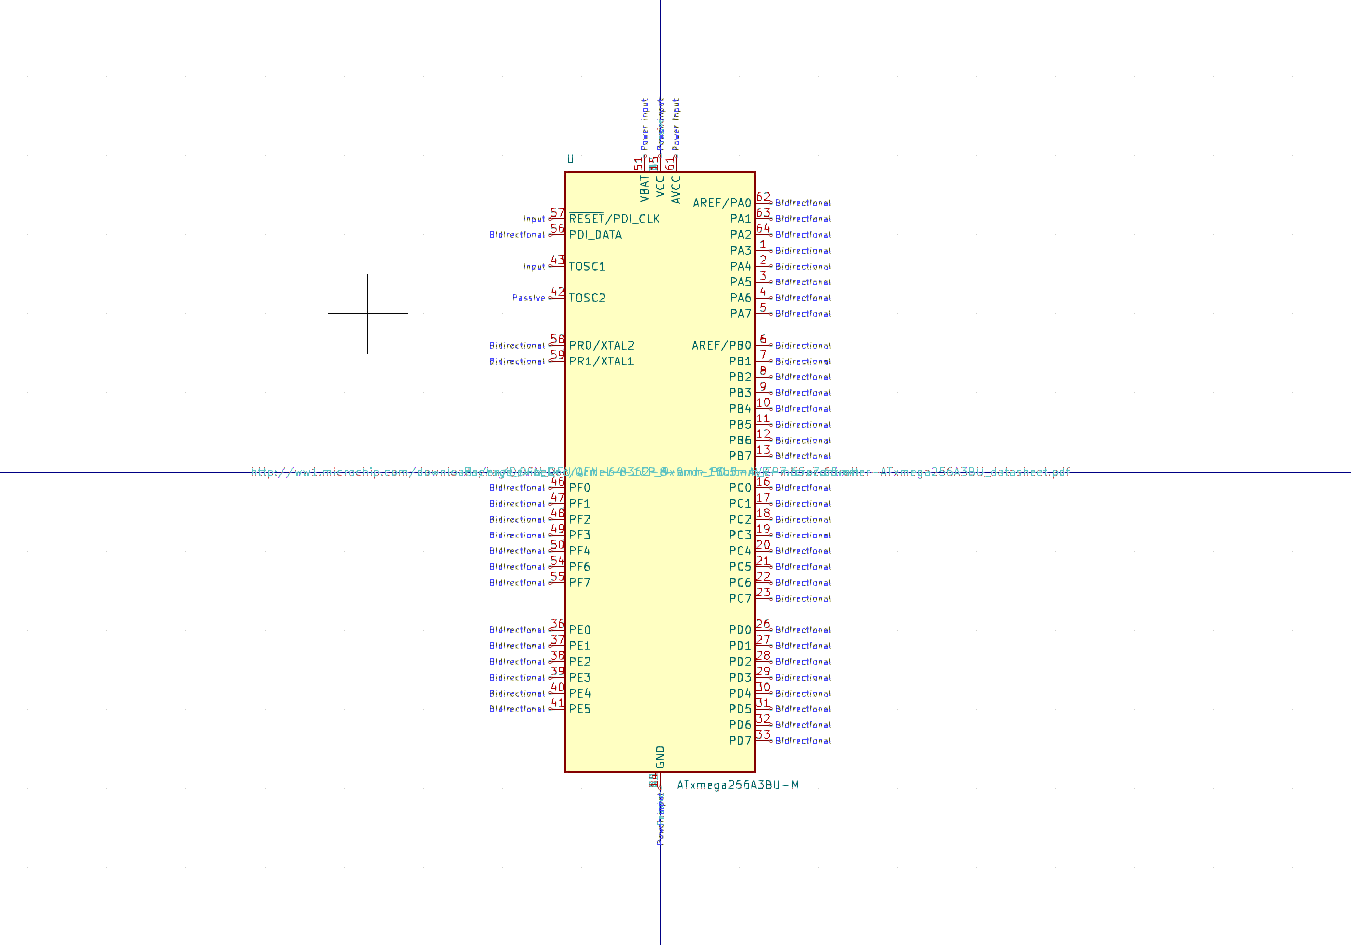 Power input
Power input
U
51
15
61
VBAT
VCC
AVCC
57
Input
RESET/PDI_CLK
56
Bidirectional
PDI_DATA
43
Input
TOSC1
42
Passive
TOSC2
58
Bidirectional
PR0/XTAL2
59
Bidirectional
PR1/XTAL1
62
AREF/PA0
Bidirectional
63
PA1
Bidirectional
64
PA2
Bidirectional
1
PA3
Bidirectional
2
PA4
Bidirectional
3
PA5
Bidirectional
4
PA6
Bidirectional
5
PA7
Bidirectional
6
AREF/PB0
Bidirectional
7
PB1
Bidirectional
8
PB2
Bidirectional
9
PB3
Bidirectional
10
PB4
Bidirectional
11
PB5
Bidirectional
12
PB6
Bidirectional
13
PB7
Bidirectional
46
Bidirectional
PF0
47
Bidirectional
PF1
48
Bidirectional
PF2
49
Bidirectional
PF3
50
Bidirectional
PF4
54
Bidirectional
PF6
55
Bidirectional
PF7
36
Bidirectional
PE0
37
Bidirectional
PE1
38
Bidirectional
PE2
39
Bidirectional
PE3
40
Bidirectional
PE4
41
Bidirectional
PE5
16
PC0
Bidirectional
17
PC1
Bidirectional
18
PC2
Bidirectional
19
PC3
Bidirectional
20
PC4
Bidirectional
21
PC5
Bidirectional
22
PC6
Bidirectional
23
PC7
Bidirectional
26
PD0
Bidirectional
27
PD1
Bidirectional
28
PD2
Bidirectional
29
PD3
Bidirectional
30
PD4
Bidirectional
31
PD5
Bidirectional
32
PD6
Bidirectional
33
PD7
Bidirectional
GND
ATxmega256A3BU-M